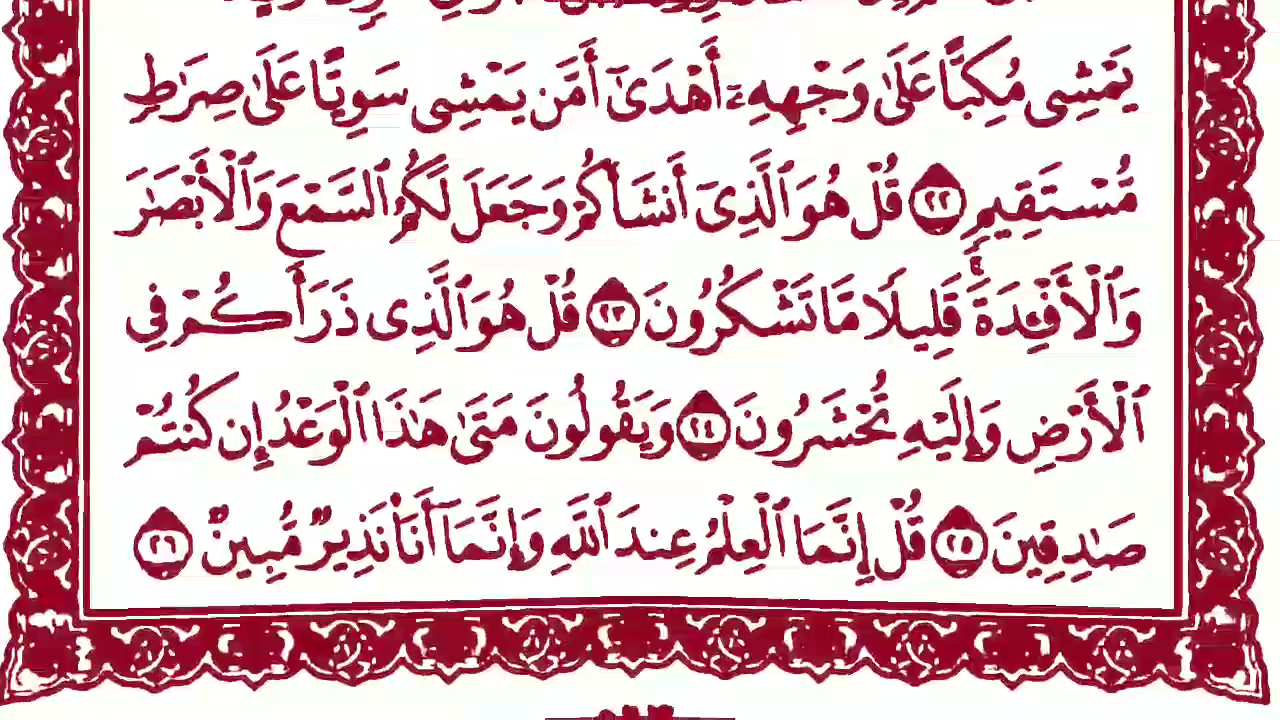 يَمْشِى مُكِبًّا عَلَىٰ وَجْهِهِۦٓ أَهْدَىٰٓ أَمَّن يَمْشِى سَوِيًّا عَلَىٰ صِرَٰطٍ
مُّسْتَقِيمٍ ٢٢ قُلْ هُوَ ٱلَّذِىٓ أَنشَأَكُمْ وَجَعَلَ لَكُمُ ٱلسَّمْعَ وَٱلْأَبْصَٰرَ
وَٱلْأَفْـِٔدَةَ ۖ قَلِيلًا مَّا تَشْكُرُونَ ٢٣ قُلْ هُوَ ٱلَّذِى ذَرَأَكُمْ فِى
ٱلْأَرْضِ وَإِلَيْهِ تُحْشَرُونَ ٢٤ وَيَقُولُونَ مَتَىٰ هَٰذَا ٱلْوَعْدُ إِن كُنتُمْ
صَٰدِقِينَ ٢٥ قُلْ إِنَّمَا ٱلْعِلْمُ عِندَ ٱللَّهِ وَإِنَّمَآ أَنَا۠ نَذِيرٌ مُّبِينٌ ٢٦